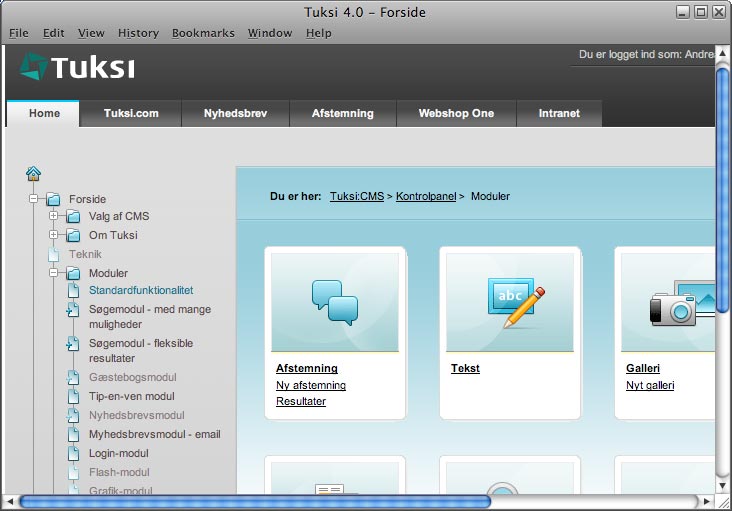 Tuksi 4.0 – Forside
File Edit View History Bookmarks Window Help
Tuksi
Du er logget ind som: Andre
Home Tuksi.com Nyhedsbrev Afstemning Webshop One Intranet
Du er her: Tuksi:CMS > Kontrolpanel > Moduler
Forside
Valg af CMS
Om Tuksi
Teknik
Moduler
Standardfunktionalitet
Søgemodul - med mange
muligheder
Søgemodul - fleksible
resultater
Gæstebogsmodul
Tip-en-ven modul
Nyhedsbrevsmodul
Myhedsbrevsmodul - email
Login-modul
Flash-modul
Grafik-modul
abc
Afstemning
Ny afstemning
Resultater
Tekst
Galleri
Nyt galleri